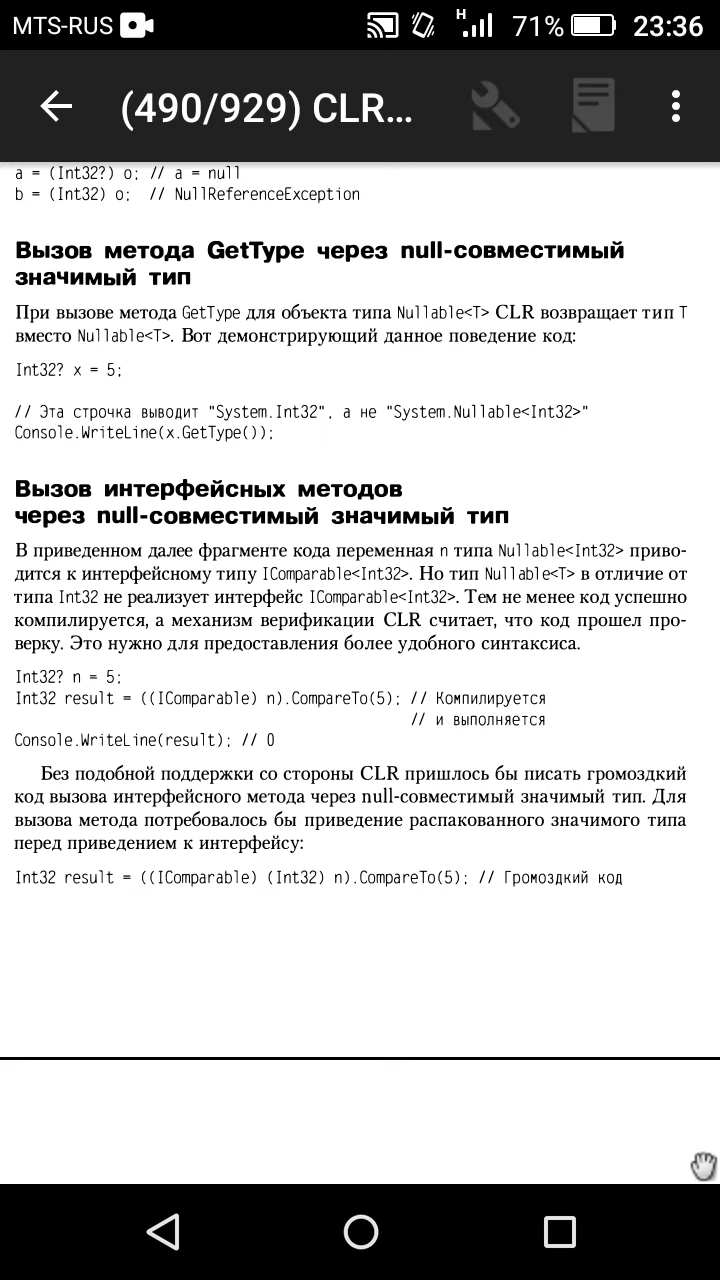 MTS-RUS H 71% 23:36
(490/929) CLR...
a = (Int32?) o; // a = null
b = (Int32) o; // NullReferenceException
Вызов метода GetType через null-совместимый
значимый тип
При вызове метода GetType для объекта типа Nullable<T> CLR возвращает тип T
вместо Nullable<T>. Вот демонстрирующий данное поведение код:
Int32? x = 5;
// Эта строчка выводит "System.Int32", а не "System.Nullable<Int32>"
Console.WriteLine(x.GetType());
Вызов интерфейсных методов
через null-совместимый значимый тип
В приведенном далее фрагменте кода переменная n типа Nullable<Int32> приво-
дится к интерфейсному типу IComparable<Int32>. Но тип Nullable<T> в отличие от
типа Int32 не реализует интерфейс IComparable<Int32>. Тем не менее код успешно
компилируется, а механизм верификации CLR считает, что код прошел про-
верку. Это нужно для предоставления более удобного синтаксиса.
Int32? n = 5;
Int32 result = ((IComparable) n).CompareTo(5); // Компилируется
// и выполняется
Console.WriteLine(result); // 0
Без подобной поддержки со стороны CLR пришлось бы писать громоздкий
код вызова интерфейсного метода через null-совместимый значимый тип. Для
вызова метода потребовалось бы приведение распакованного значимого типа
перед приведением к интерфейсу:
Int32 result = ((IComparable) (Int32) n).CompareTo(5); // Громоздкий код